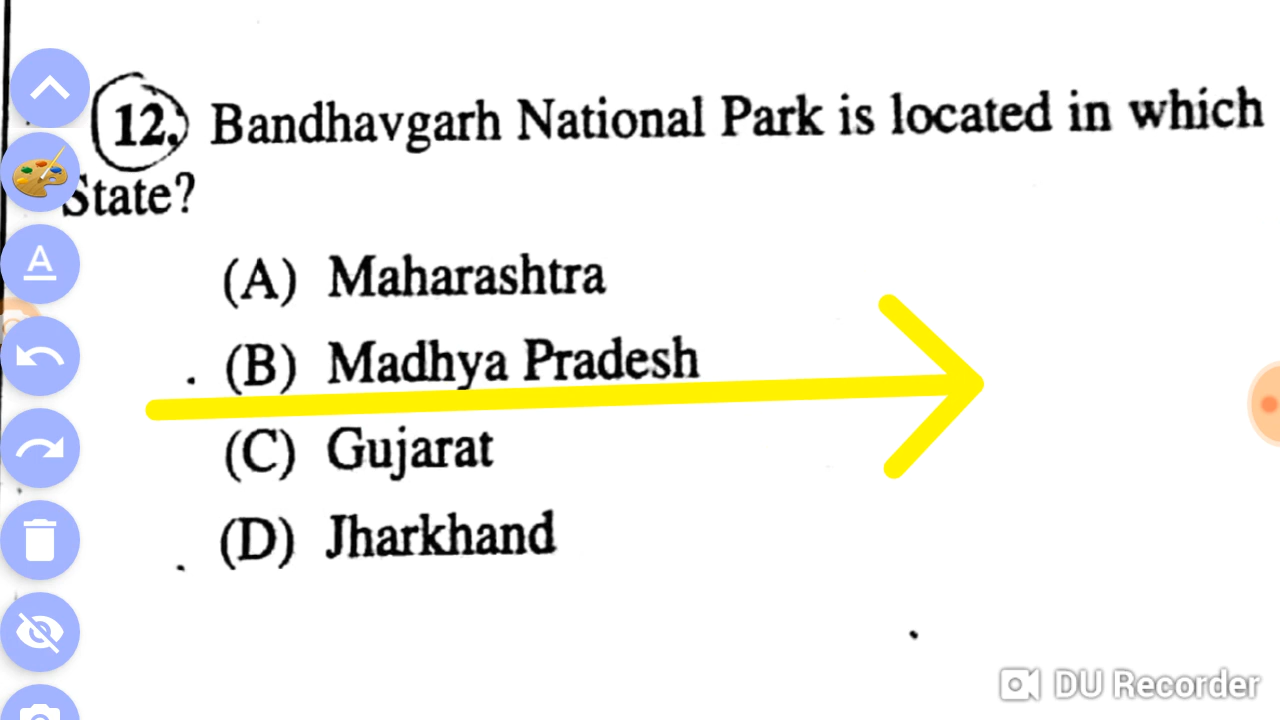 12. Bandhavgarh National Park is located in which
State?
(A) Maharashtra
(B) Madhya Pradesh
(C) Gujarat
(D) Jharkhand
A
DU Recorder